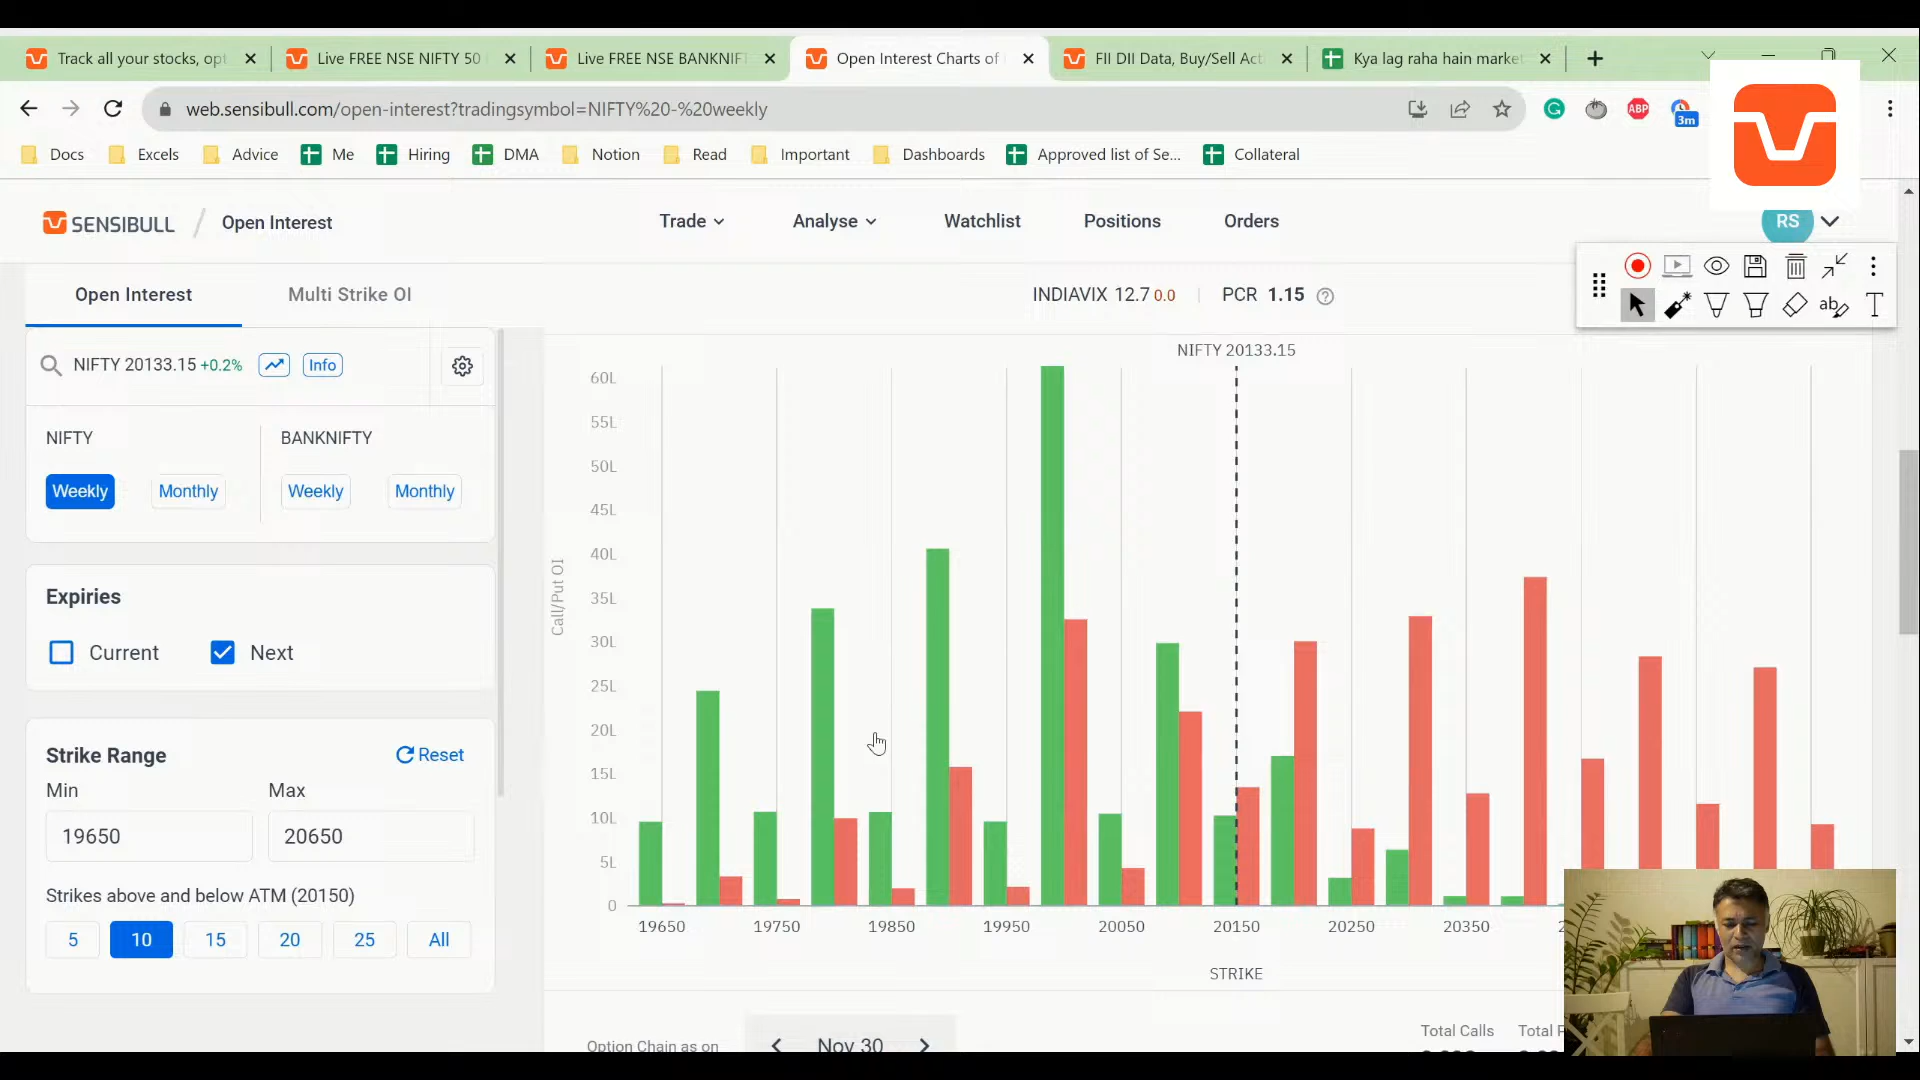 Track all your stocks, opt
Live FREE NSE NIFTY 50
Live FREE NSE BANKNIFT
Open Interest Charts of
FII DII Data, Buy/Sell Act
Kya lag raha hain market
web.sensibull.com/open-interest?tradingsymbol=NIFTY%20-%20weekly
ABP
3m
Docs
Excels
Advice
Me
Hiring
DMA
Notion
Read
Important
Dashboards
Approved list of Se...
Collateral
SENSIBULL / Open Interest
Trade
Analyse
Watchlist
Positions
Orders
RS
Open Interest
Multi Strike OI
INDIAVIX 12.7 0.0
PCR 1.15
NIFTY 20133.15 +0.2%
Info
NIFTY
BANKNIFTY
Weekly
Monthly
Weekly
Monthly
Expiries
Current
Next
Strike Range
Reset
Min
Max
19650
20650
Strikes above and below ATM (20150)
5
10
15
20
25
All
NIFTY 20133.15
60L
55L
50L
45L
40L
35L
30L
25L
20L
15L
10L
5L
0
Call/Put OI
19650
19750
19850
19950
20050
20150
20250
20350
STRIKE
Option Chain as on
Nov 30
Total Calls